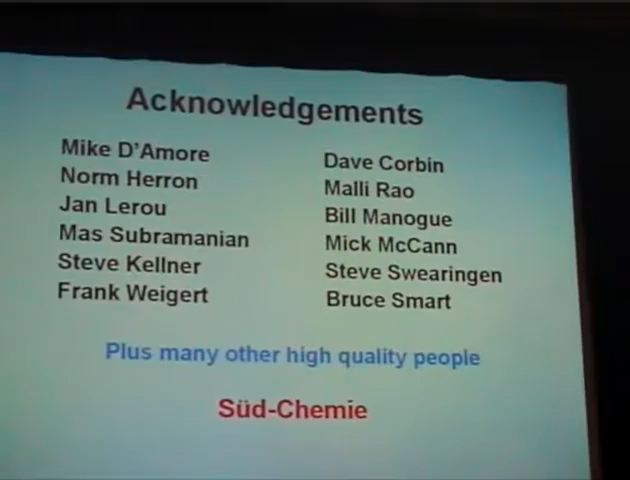 Acknowledgements
Mike D'Amore
Norm Herron
Jan Lerou
Mas Subramanian
Steve Kellner
Frank Weigert
Dave Corbin
Malli Rao
Bill Manogue
Mick McCann
Steve Swearingen
Bruce Smart
Plus many other high quality people
Süd-Chemie